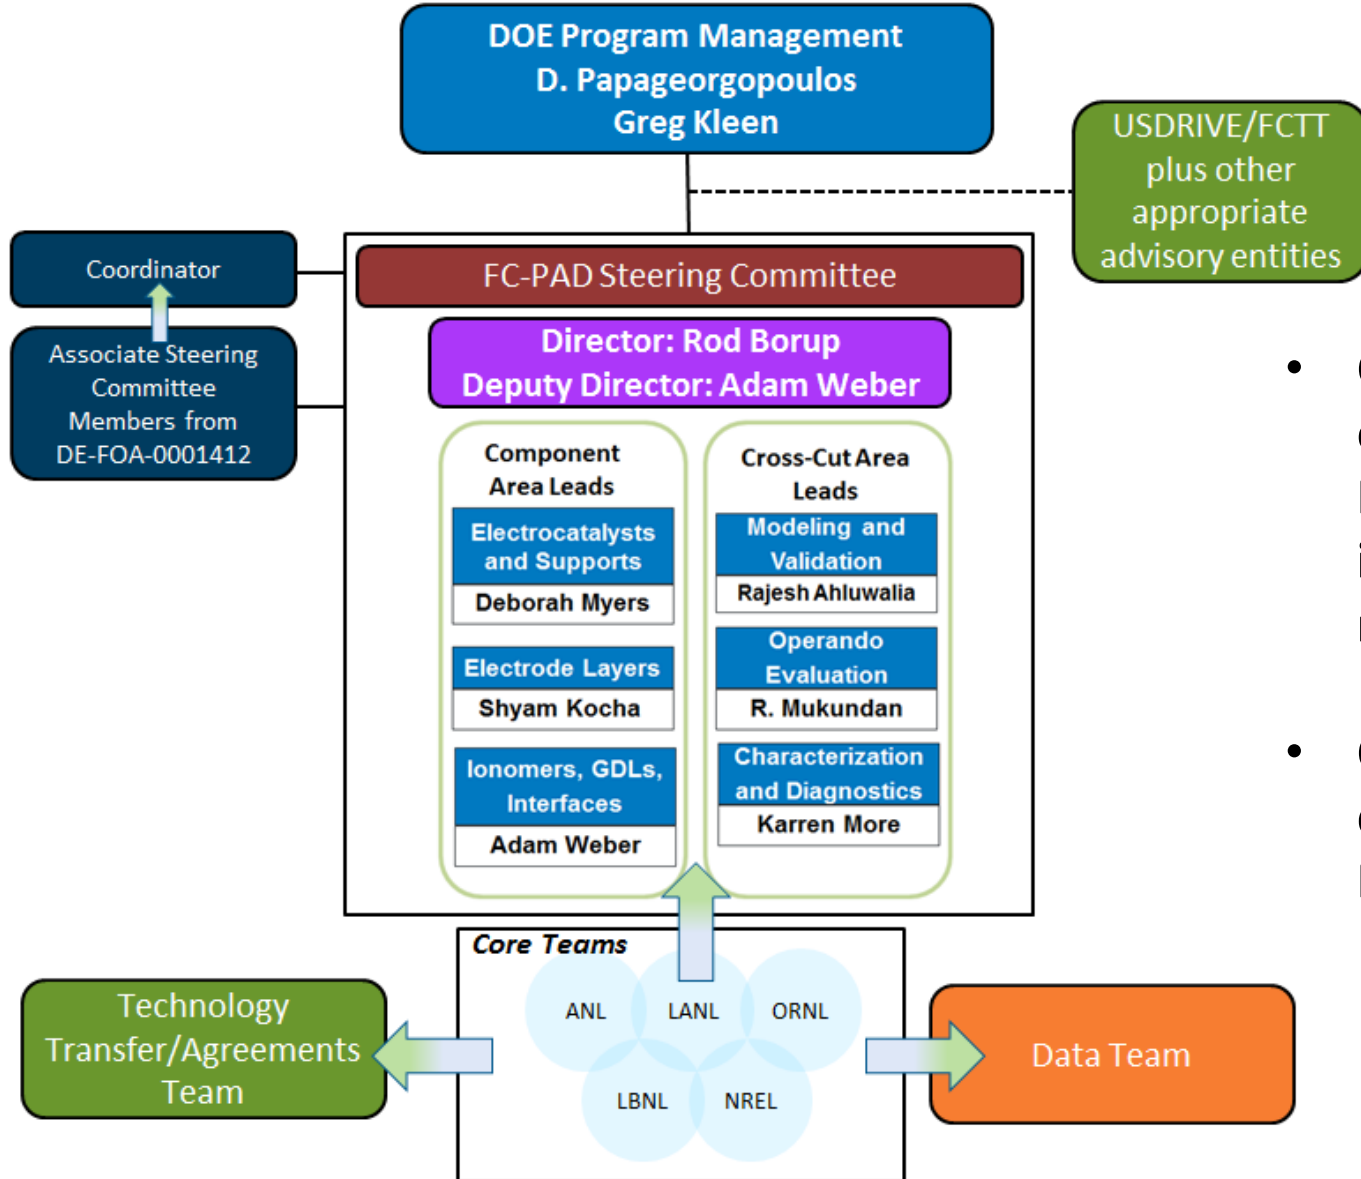 DOE Program Management
D. Papageorgopoulos
Greg Kleen
USDRIVE/FCTT
plus other
appropriate
advisory entities
Coordinator
Associate Steering
Committee
Members from
DE-FOA-0001412
FC-PAD Steering Committee
Director: Rod Borup
Deputy Director: Adam Weber
Component
Area Leads
Electrocatalysts
and Supports
Deborah Myers
Electrode Layers
Shyam Kocha
Ionomers, GDLs,
Interfaces
Adam Weber
Cross-Cut Area
Leads
Modeling and
Validation
Rajesh Ahluwalia
Operando
Evaluation
R. Mukundan
Characterization
and Diagnostics
Karren More
Core Teams
ANL
LANL
ORNL
LBNL
NREL
Technology
Transfer/Agreements
Team
Data Team